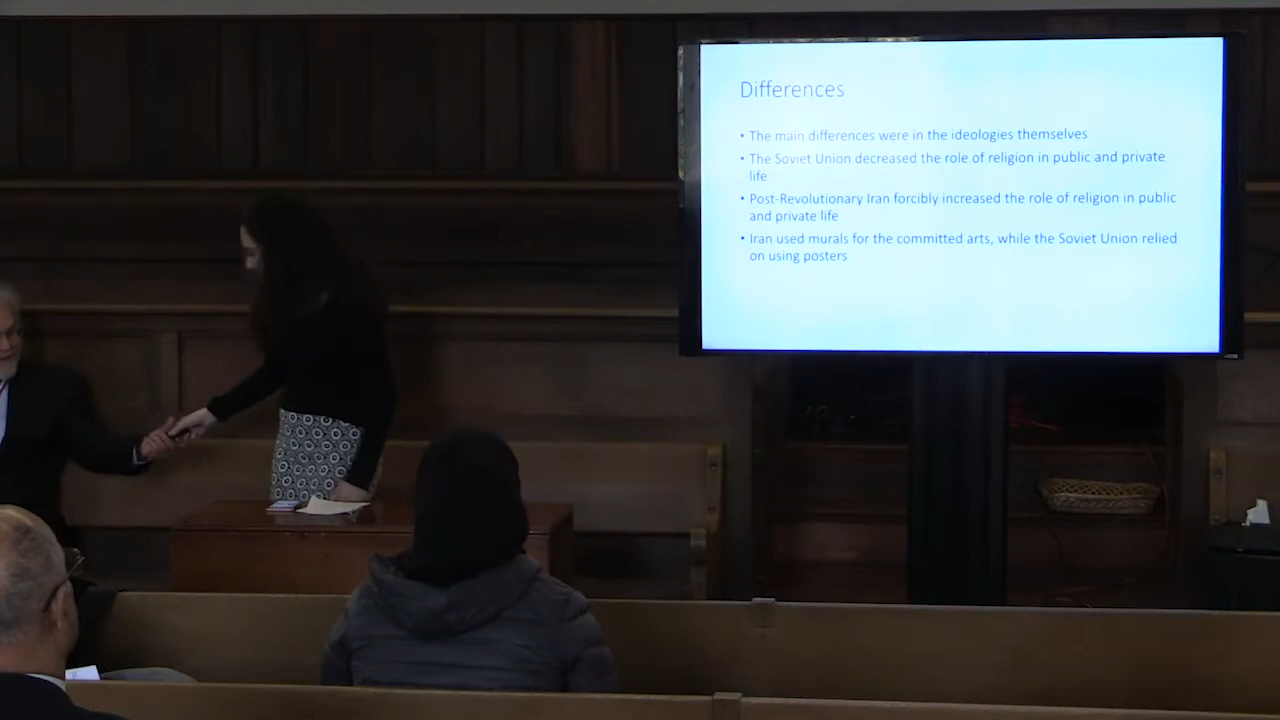 Differences
• The main differences were in the ideologies themselves
• The Soviet Union decreased the role of religion in public and private
life
• Post-Revolutionary Iran forcibly increased the role of religion in public
and private life
• Iran used murals for the committed arts, while the Soviet Union relied
on using posters